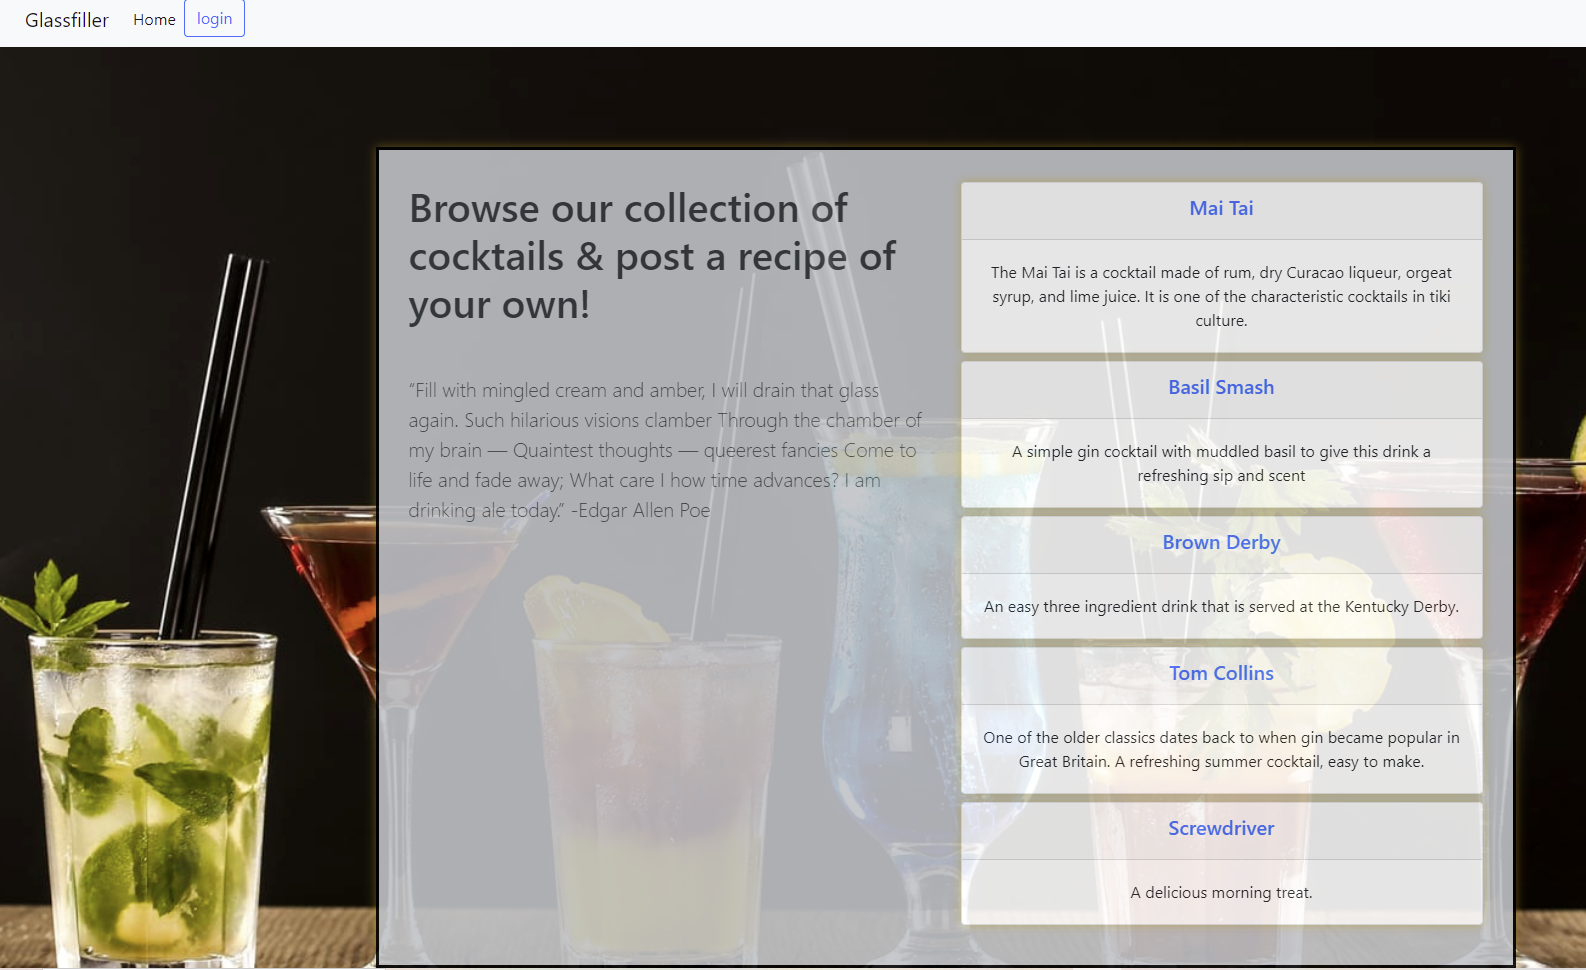 Glassfiller Home login
Browse our collection of
cocktails & post a recipe of
your own!
“Fill with mingled cream and amber, I will drain that glass
again. Such hilarious visions clamber Through the chamber of
my brain — Quaintest thoughts — queerest fancies Come to
life and fade away; What care I how time advances? I am
drinking ale today.” -Edgar Allen Poe
Mai Tai
The Mai Tai is a cocktail made of rum, dry Curacao liqueur, orgeat
syrup, and lime juice. It is one of the characteristic cocktails in tiki
culture.
Basil Smash
A simple gin cocktail with muddled basil to give this drink a
refreshing sip and scent
Brown Derby
An easy three ingredient drink that is served at the Kentucky Derby.
Tom Collins
One of the older classics dates back to when gin became popular in
Great Britain. A refreshing summer cocktail, easy to make.
Screwdriver
A delicious morning treat.